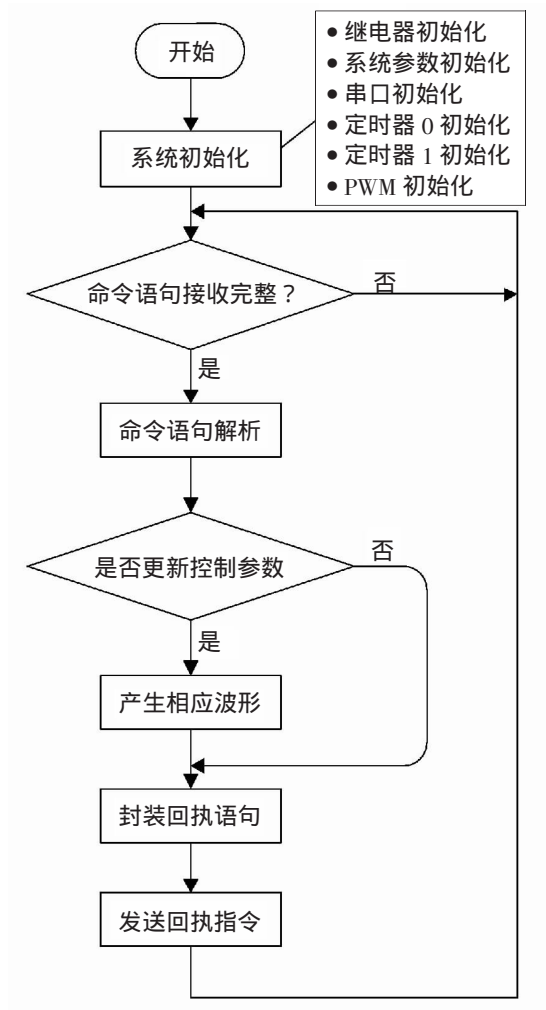 开始
● 继电器初始化
● 系统参数初始化
● 串口初始化
● 定时器 0 初始化
● 定时器 1 初始化
● PWM 初始化
系统初始化
命令语句接收完整？
否
是
命令语句解析
是否更新控制参数
否
是
产生相应波形
封装回执语句
发送回执指令